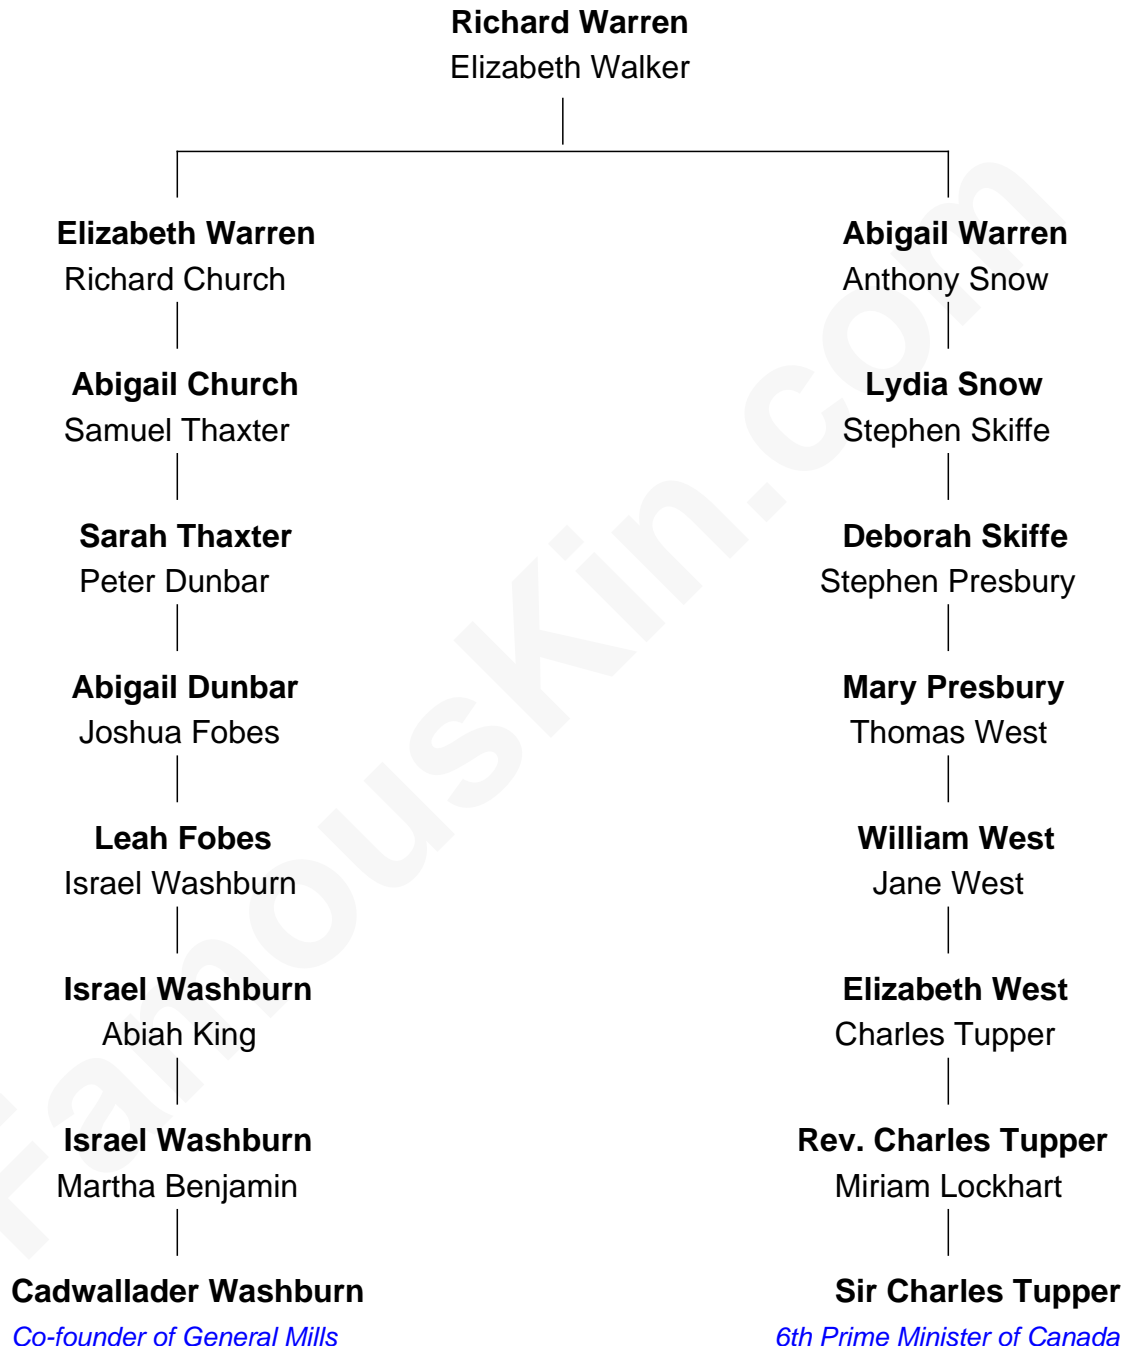 Richard Warren
Elizabeth Walker
Elizabeth Warren
Richard Church
Abigail Warren
Anthony Snow
Abigail Church
Samuel Thaxter
Lydia Snow
Stephen Skiffe
Sarah Thaxter
Peter Dunbar
Deborah Skiffe
Stephen Presbury
Abigail Dunbar
Joshua Fobes
Mary Presbury
Thomas West
Leah Fobes
Israel Washburn
William West
Jane West
Israel Washburn
Abiah King
Elizabeth West
Charles Tupper
Israel Washburn
Martha Benjamin
Rev. Charles Tupper
Miriam Lockhart
Cadwallader Washburn
Co-founder of General Mills
Sir Charles Tupper
6th Prime Minister of Canada
FamousKin.com